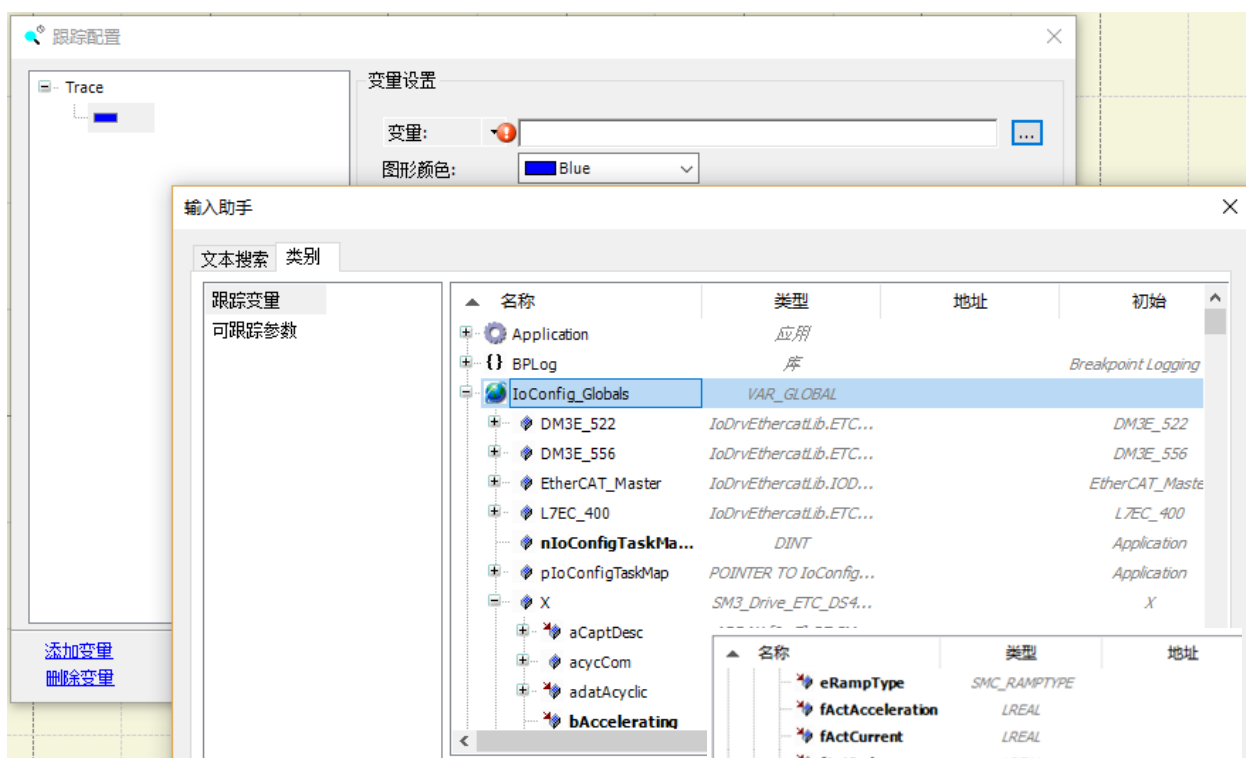 跟踪配置
Trace
变量设置
变量:
...
图形颜色:
Blue
输入助手
文本搜索 类别
跟踪变量
可跟踪参数
名称 类型 地址 初始
Application 应用
{} BPLog 库 Breakpoint Logging
IoConfig_Globals VAR_GLOBAL
DM3E_522 IoDrvEthercatLib.ETC... DM3E_522
DM3E_556 IoDrvEthercatLib.ETC... DM3E_556
EtherCAT_Master IoDrvEthercatLib.IOD... EtherCAT_Maste
L7EC_400 IoDrvEthercatLib.ETC... L7EC_400
nIoConfigTaskMa... DINT Application
pIoConfigTaskMap POINTER TO IoConfig... Application
X SM3_Drive_ETC_DS4... X
aCaptDesc
acycCom
adatAcyclic
bAccelerating
名称 类型 地址
eRampType SMC_RAMPTYPE
fActAcceleration LREAL
fActCurrent LREAL
添加变量
删除变量